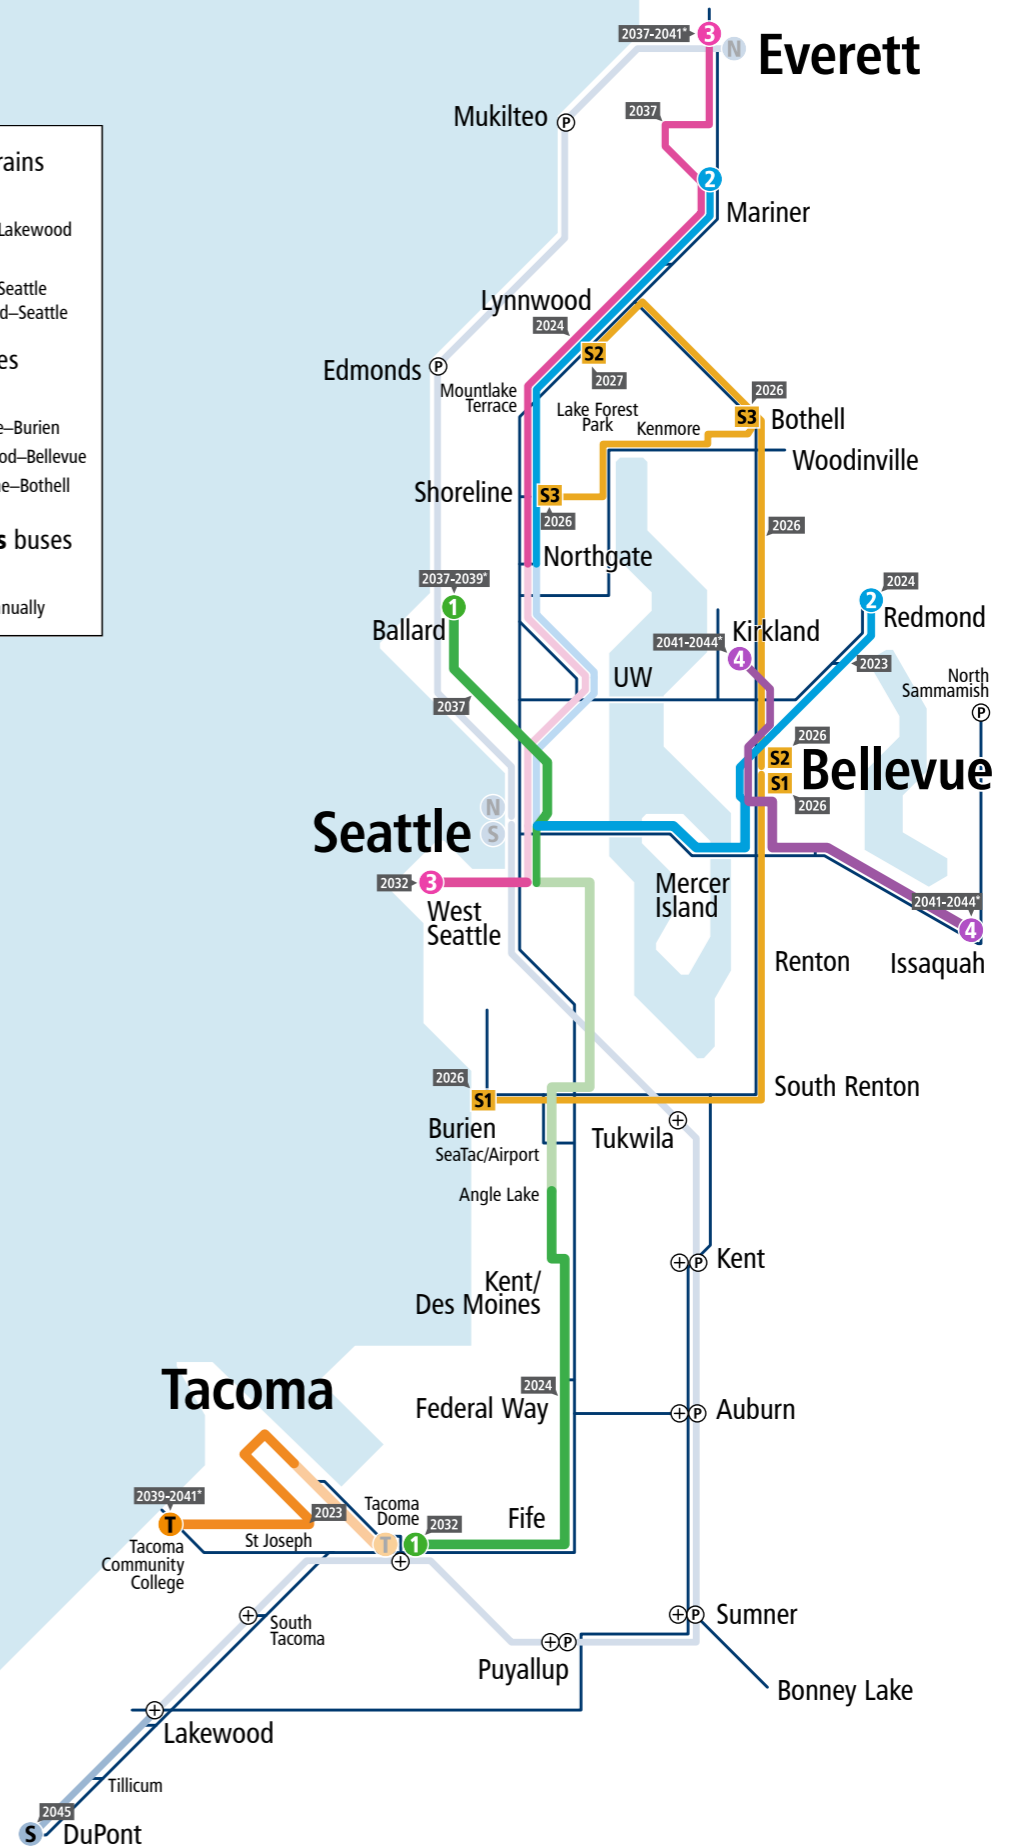 2037-2041*
3
N
Everett
2037
Mukilteo
P
2
Mariner
rains
Lakewood
Seattle
d–Seattle
es
e–Burien
od–Bellevue
ne–Bothell
s buses
nnually
Lynnwood
2024
S2
2027
Edmonds
P
Mountlake
Terrace
Lake Forest
Park
Kenmore
2026
S3
Bothell
Woodinville
Shoreline
S3
2026
2026
Northgate
2037-2039*
1
Ballard
2037
2024
2
Redmond
Kirkland
2041-2044*
4
2023
UW
North
Sammamish
P
2026
S2
Bellevue
S1
2026
N
Seattle
S
2032
3
West
Seattle
Mercer
Island
2041-2044*
4
Renton
Issaquah
2026
S1
South Renton
Burien
Tukwila
SeaTac/Airport
Angle Lake
P
Kent
Kent/
Des Moines
Tacoma
2024
Federal Way
P
Auburn
2039-2041*
T
2023
Tacoma
Dome
T
1
2032
Fife
St Joseph
Tacoma
Community
College
South
Tacoma
P
Sumner
P
Puyallup
Bonney Lake
Lakewood
Tillicum
2045
S
DuPont